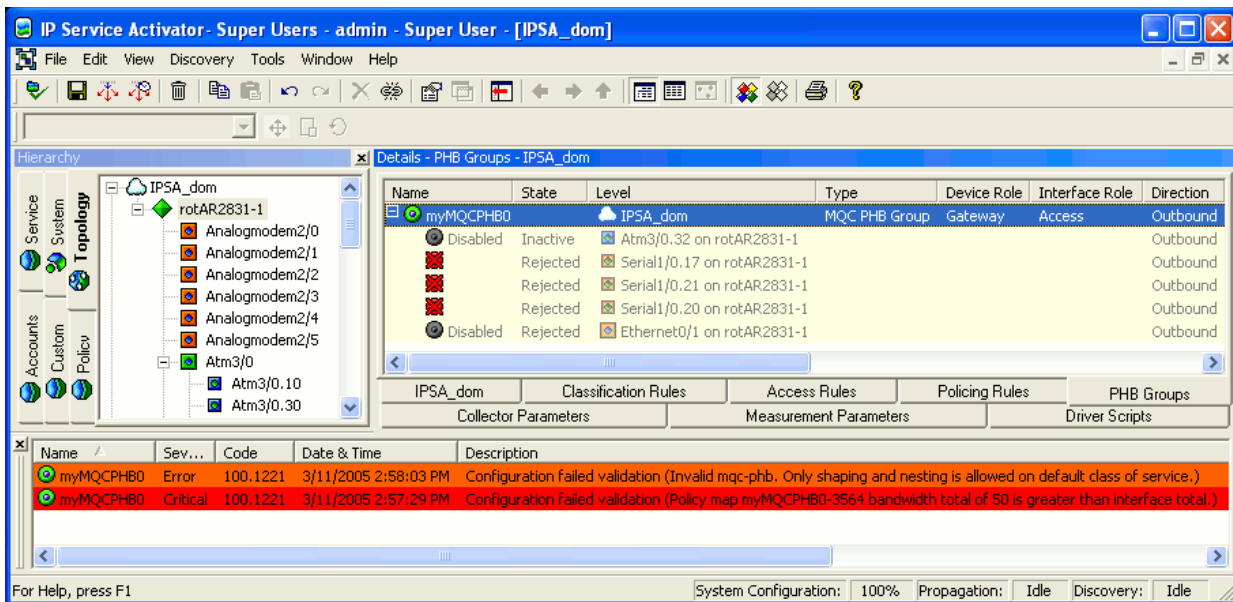 IP Service Activator- Super Users - admin - Super User - [IPSA_dom]
File Edit View Discovery Tools Window Help
Hierarchy
Service
System
Topology
Accounts
Custom
Policy
IPSA_dom
rotAR2831-1
Analogmodem2/0
Analogmodem2/1
Analogmodem2/2
Analogmodem2/3
Analogmodem2/4
Analogmodem2/5
Atm3/0
Atm3/0.10
Atm3/0.30
Details - PHB Groups - IPSA_dom
Name State Level Type Device Role Interface Role Direction
myMQCPHB0 IPSA_dom MQC PHB Group Gateway Access Outbound
Disabled Inactive Atm3/0.32 on rotAR2831-1 Outbound
Rejected Serial1/0.17 on rotAR2831-1 Outbound
Rejected Serial1/0.21 on rotAR2831-1 Outbound
Rejected Serial1/0.20 on rotAR2831-1 Outbound
Disabled Rejected Ethernet0/1 on rotAR2831-1 Outbound
IPSA_dom Classification Rules Access Rules Policing Rules PHB Groups
Collector Parameters Measurement Parameters Driver Scripts
Name Sev... Code Date & Time Description
myMQCPHB0 Error 100.1221 3/11/2005 2:58:03 PM Configuration failed validation (Invalid mqc-phb. Only shaping and nesting is allowed on default class of service.)
myMQCPHB0 Critical 100.1221 3/11/2005 2:57:29 PM Configuration failed validation (Policy map myMQCPHB0-3564 bandwidth total of 50 is greater than interface total.)
For Help, press F1 System Configuration: 100% Propagation: Idle Discovery: Idle